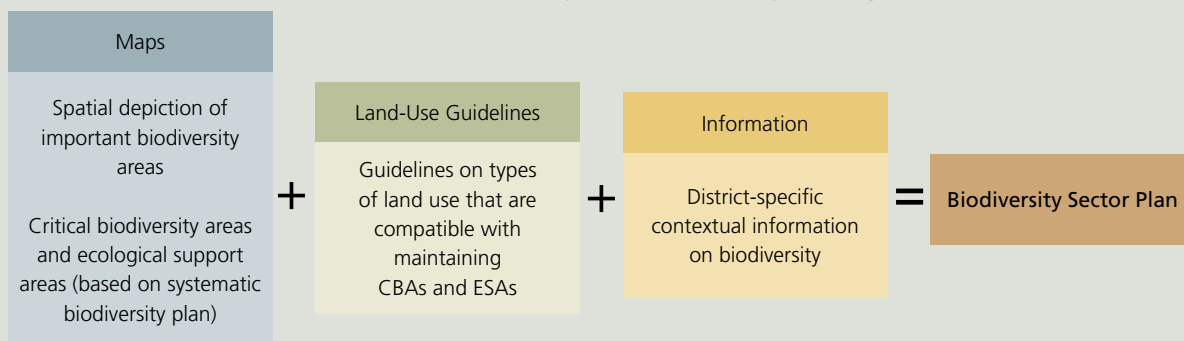 Maps
Spatial depiction of
important biodiversity
areas
Critical biodiversity areas
and ecological support
areas (based on systematic
biodiversity plan)
+
Land-Use Guidelines
Guidelines on types
of land use that are
compatible with
maintaining
CBAs and ESAs
+
Information
District-specific
contextual information
on biodiversity
=
Biodiversity Sector Plan